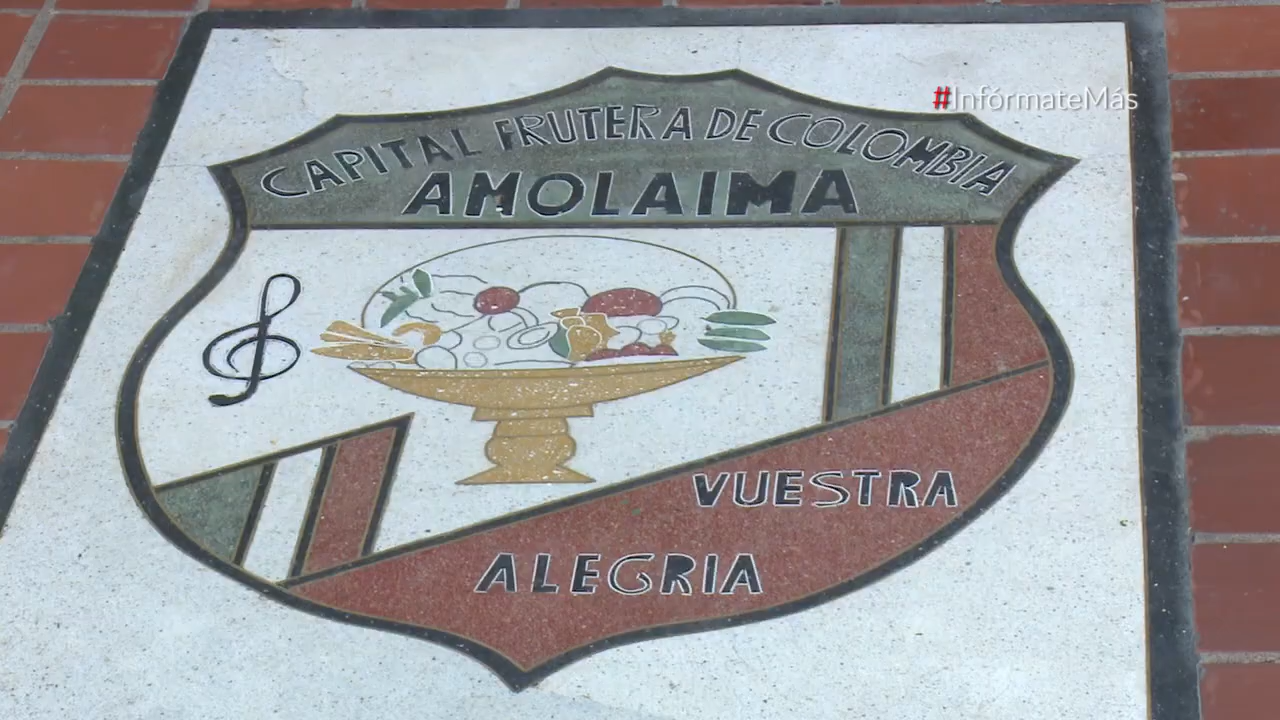 #InfórmateMás
CAPITAL FRUTERA DE COLOMBIA
AMOLAIMA
VUESTRA
ALEGRIA